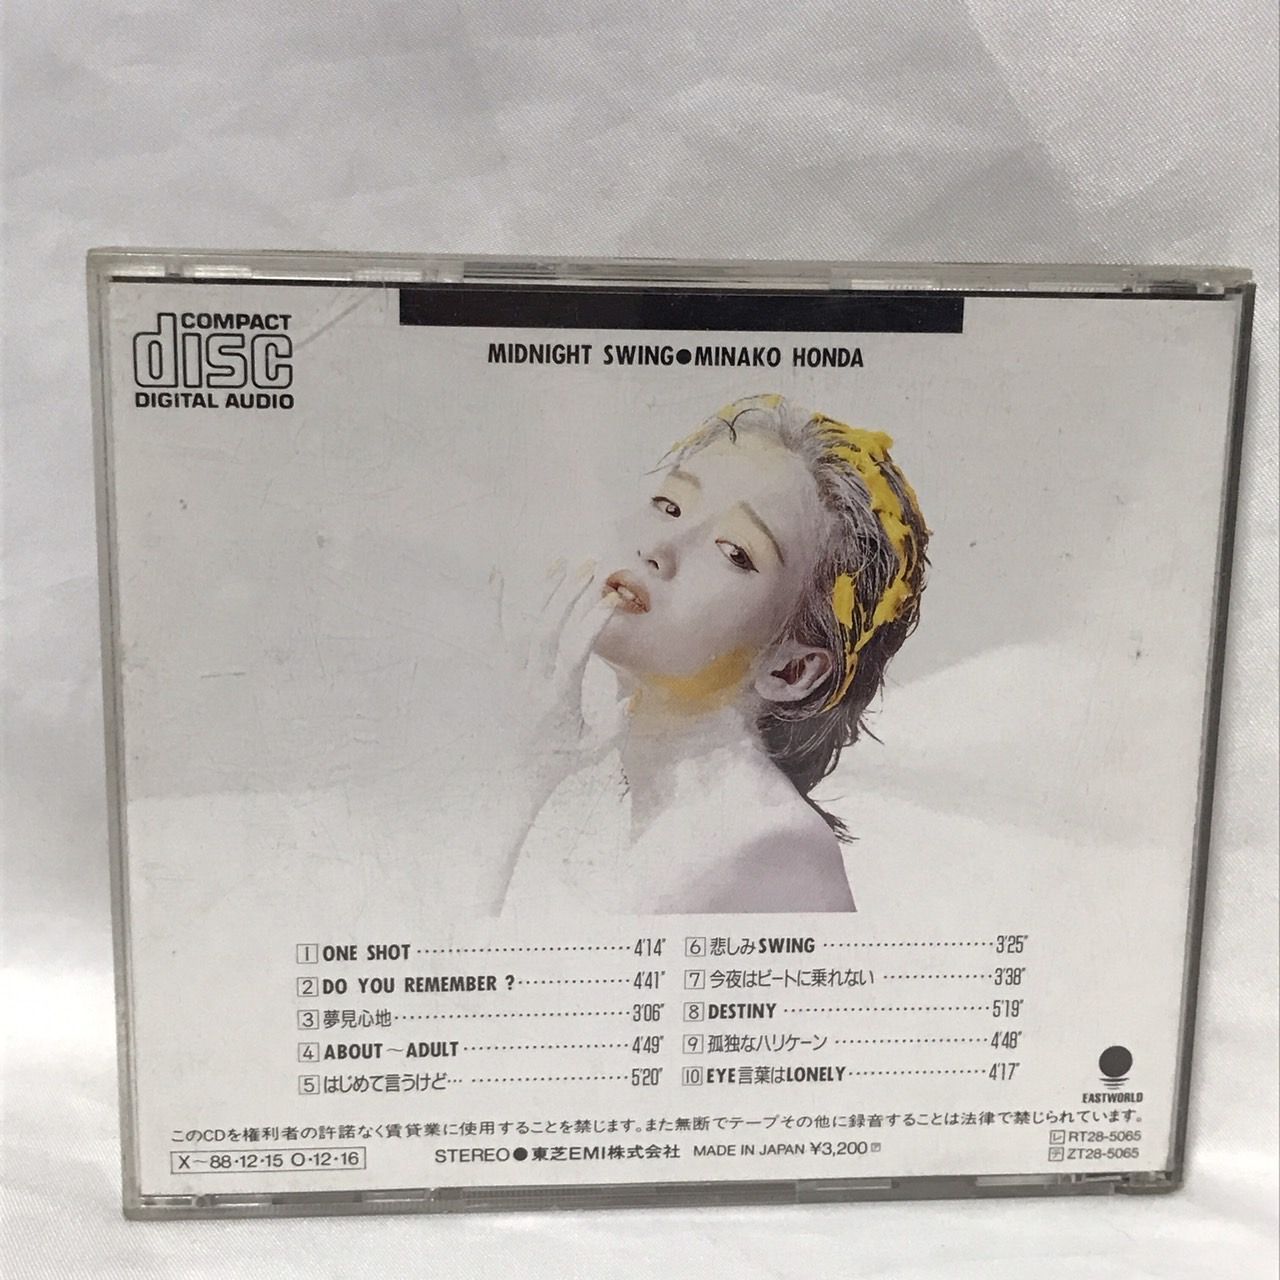 COMPACT
disc
DIGITAL AUDIO
MIDNIGHT SWING●MINAKO HONDA
1 ONE SHOT 4'14"
2 DO YOU REMEMBER ? 4'41"
3 夢見心地 3'06"
4 ABOUT～ADULT 4'49"
5 はじめて言うけど… 5'20"
6 悲しみSWING 3'25"
7 今夜はビートに乗れない 3'38"
8 DESTINY 5'19"
9 孤独なハリケーン 4'48"
10 EYE言葉はLONELY 4'17"
EASTWORLD
このCDを権利者の許諾なく賃貸業に使用することを禁じます。また無断でテープその他に録音することは法律で禁じられています。
X～88・12・15 O・12・16
STEREO●東芝EMI株式会社 MADE IN JAPAN ¥3,200 Ⓟ
レ RT28-5065
テ ZT28-5065